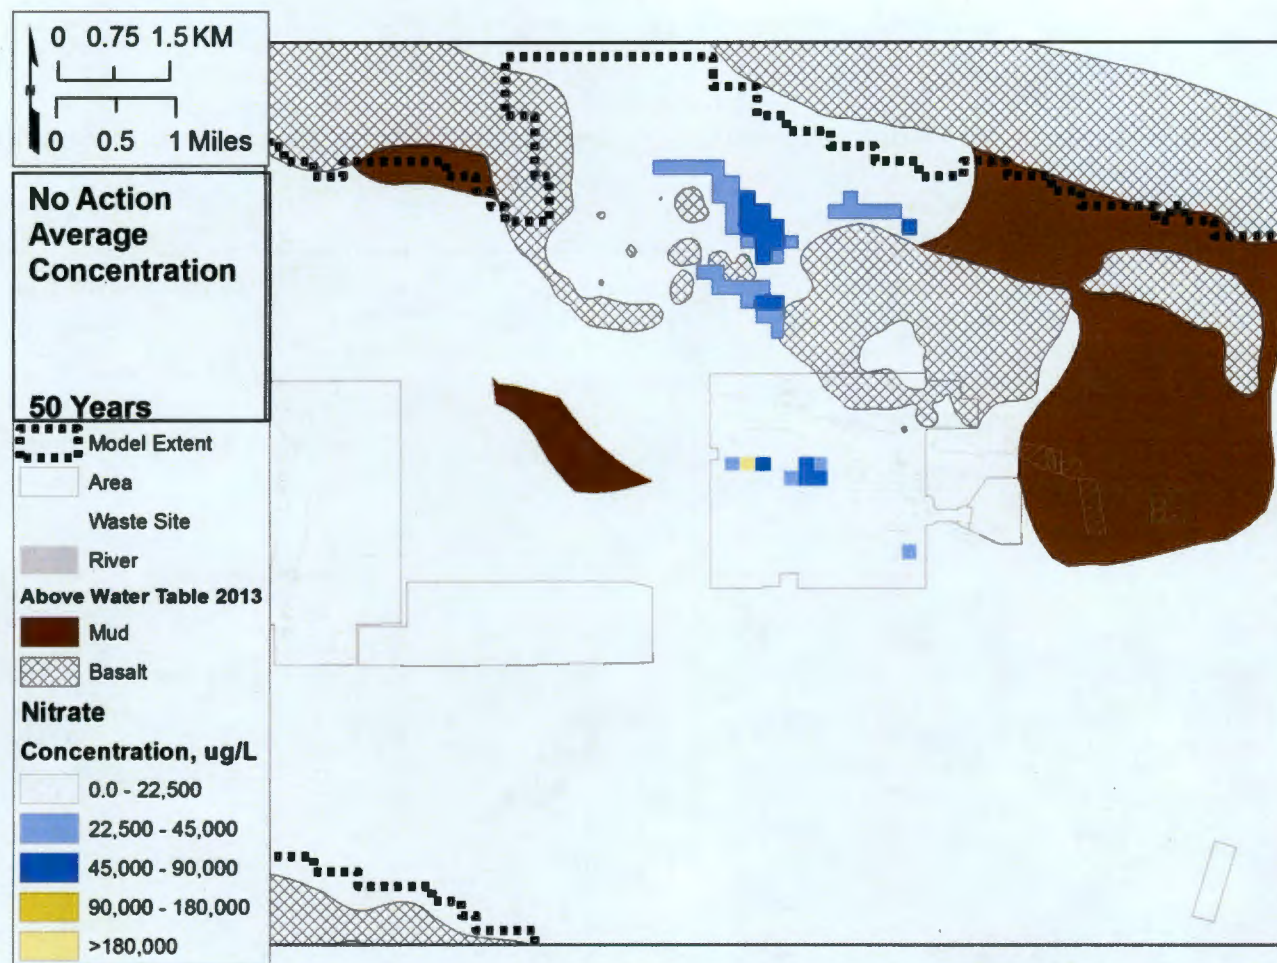 0 0.75 1.5 KM
N
0 0.5 1 Miles
No Action
Average
Concentration
50 Years
Model Extent
Area
Waste Site
River
Above Water Table 2013
Mud
Basalt
Nitrate
Concentration, ug/L
0.0 - 22,500
22,500 - 45,000
45,000 - 90,000
90,000 - 180,000
>180,000